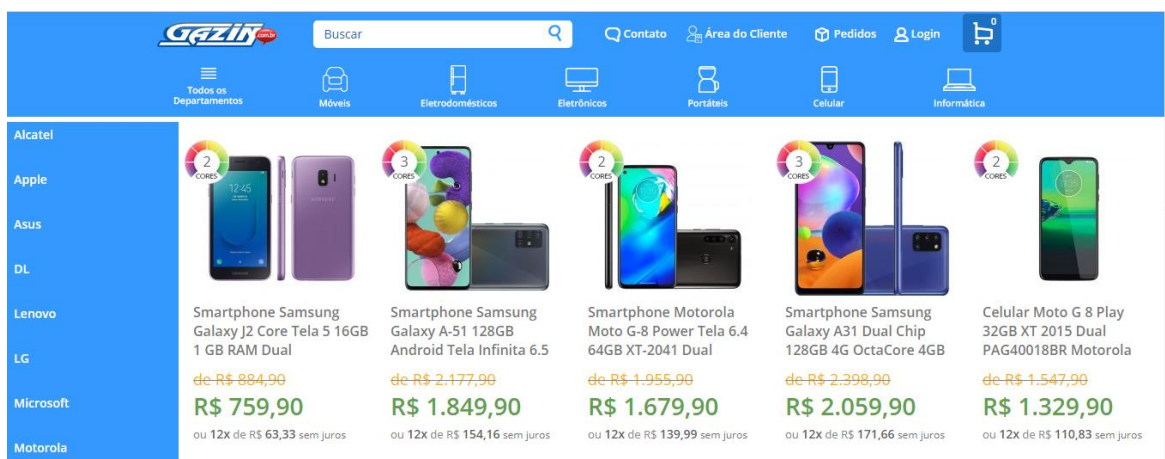 GAZIN .com.br
Buscar
Contato
Área do Cliente
Pedidos
Login
0
Todos os
Departamentos
Móveis
Eletrodomésticos
Eletrônicos
Portáteis
Celular
Informática
Alcatel
Apple
Asus
DL
Lenovo
LG
Microsoft
Motorola
2
CORES
12:45
SAMSUNG
Smartphone Samsung
Galaxy J2 Core Tela 5 16GB
1 GB RAM Dual
de R$ 884,90
R$ 759,90
ou 12x de R$ 63,33 sem juros
3
CORES
Smartphone Samsung
Galaxy A-51 128GB
Android Tela Infinita 6.5
de R$ 2.177,90
R$ 1.849,90
ou 12x de R$ 154,16 sem juros
2
CORES
Smartphone Motorola
Moto G-8 Power Tela 6.4
64GB XT-2041 Dual
de R$ 1.955,90
R$ 1.679,90
ou 12x de R$ 139,99 sem juros
3
CORES
Smartphone Samsung
Galaxy A31 Dual Chip
128GB 4G OctaCore 4GB
de R$ 2.398,90
R$ 2.059,90
ou 12x de R$ 171,66 sem juros
2
CORES
Celular Moto G 8 Play
32GB XT 2015 Dual
PAG40018BR Motorola
de R$ 1.547,90
R$ 1.329,90
ou 12x de R$ 110,83 sem juros